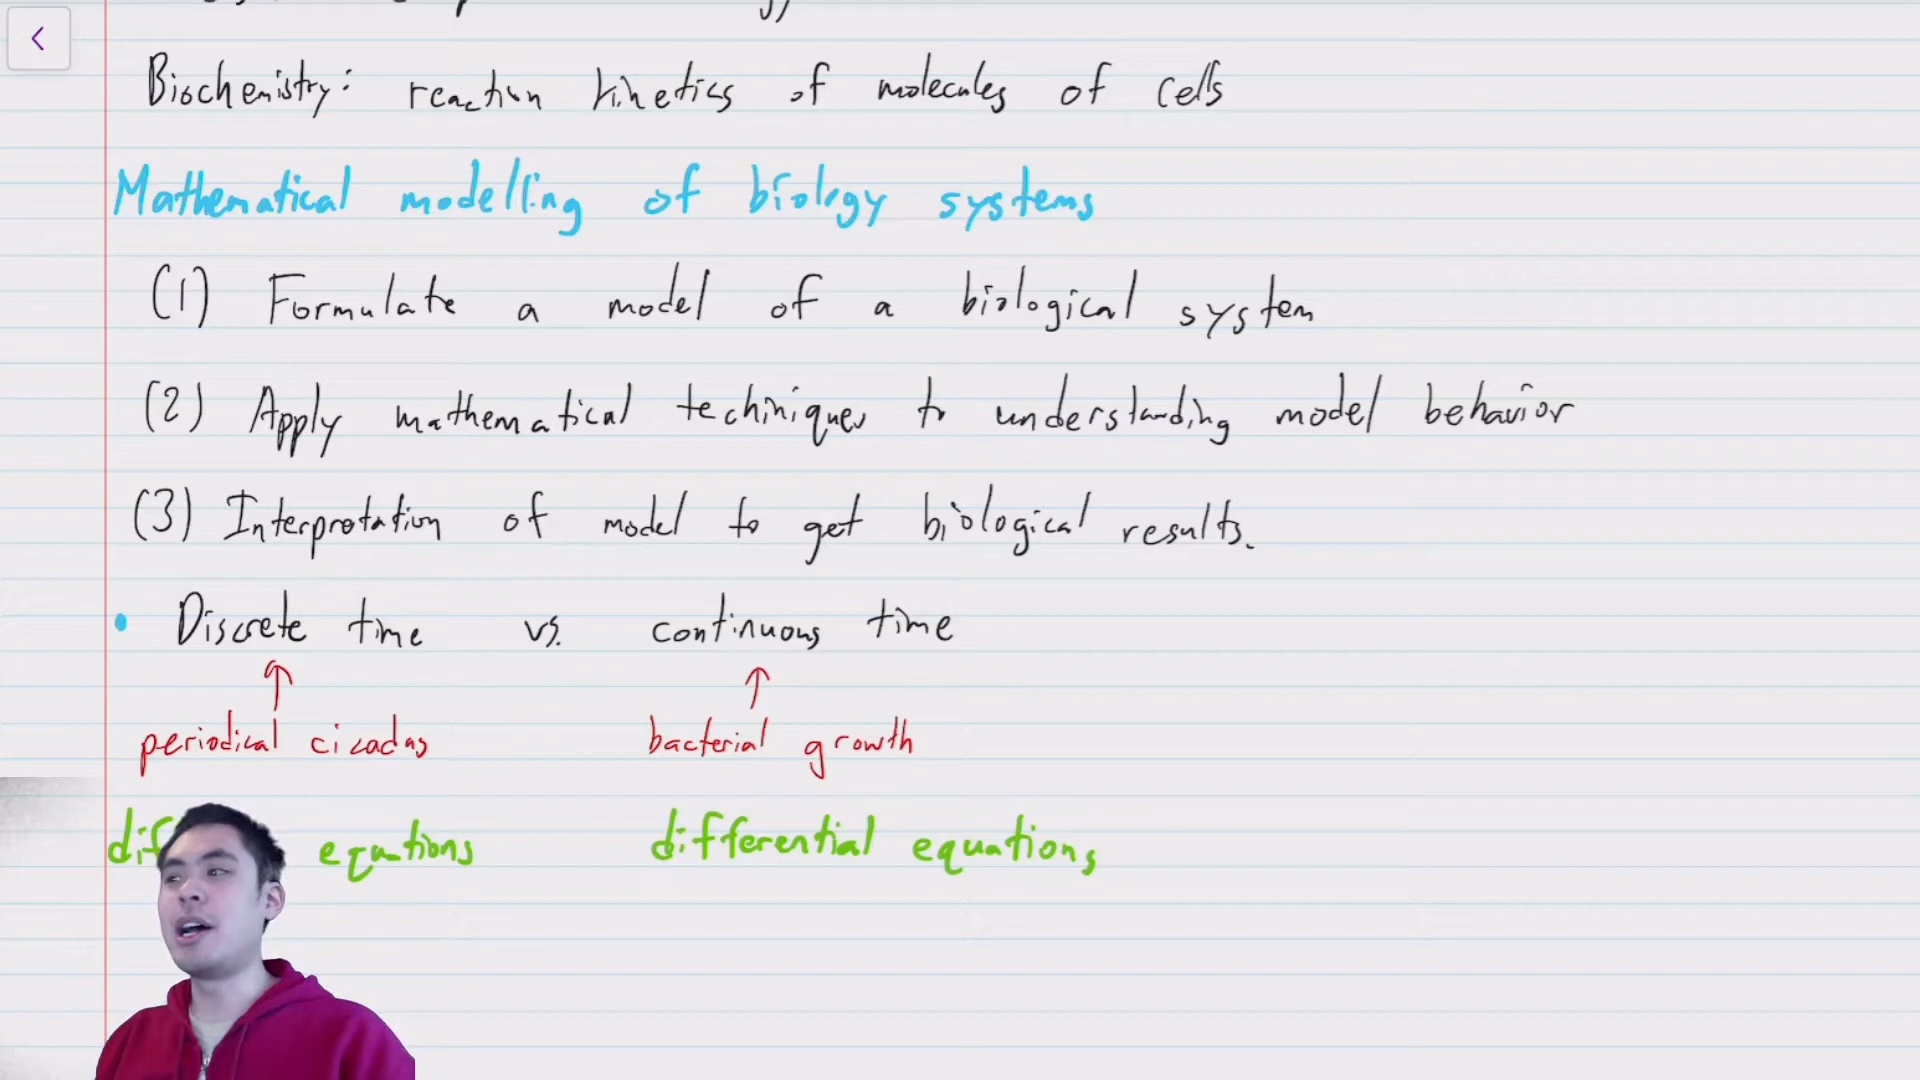 Biochemistry: reaction kinetics of molecules of cells
Mathematical modelling of biology systems
(1) Formulate a model of a biological system
(2) Apply mathematical techiniques to understanding model behavior
(3) Interpretation of model to get biological results.
• Discrete time vs. continuous time
periodical cicadas bacterial growth
equations differential equations